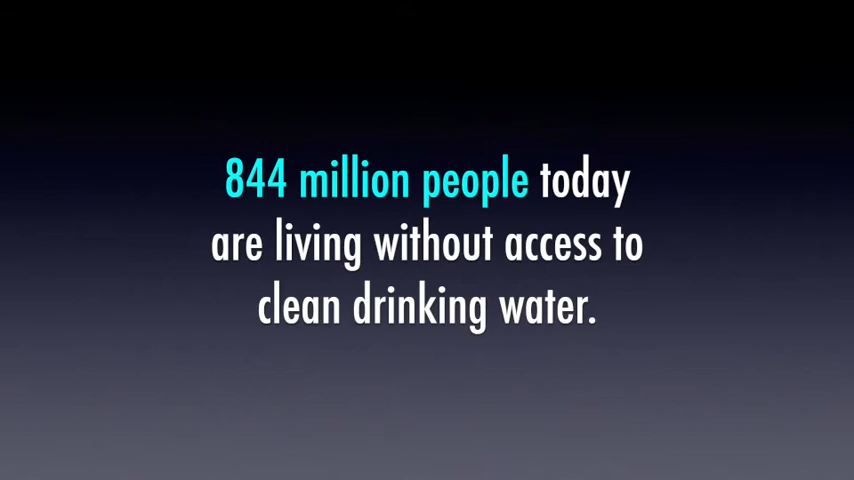 844 million people today
are living without access to
clean drinking water.